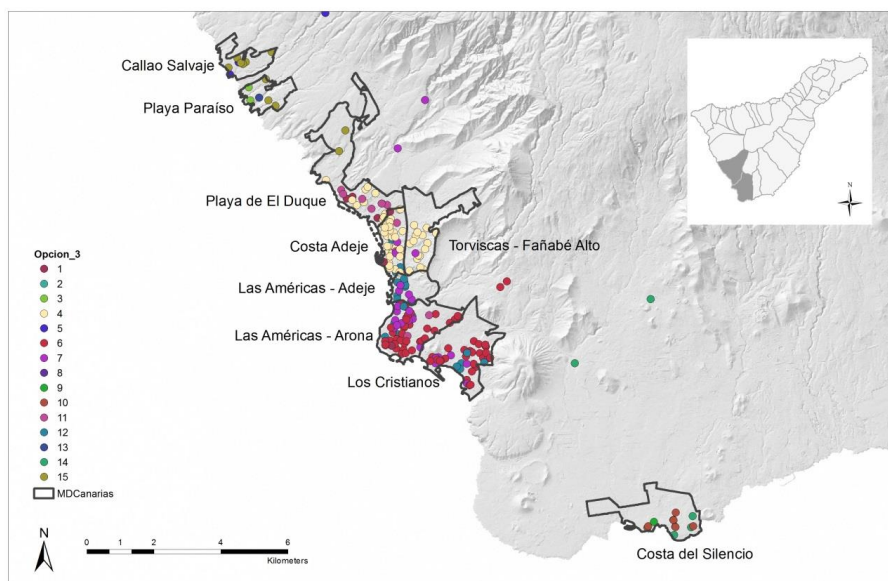 Callao Salvaje
Playa Paraíso
Playa de El Duque
Costa Adeje
Torviscas - Fañabé Alto
Las Américas - Adeje
Las Américas - Arona
Los Cristianos
Costa del Silencio
N
Opcion_3
1
2
3
4
5
6
7
8
9
10
11
12
13
14
15
MDCanarias
N
0 1 2 4 6
Kilometers